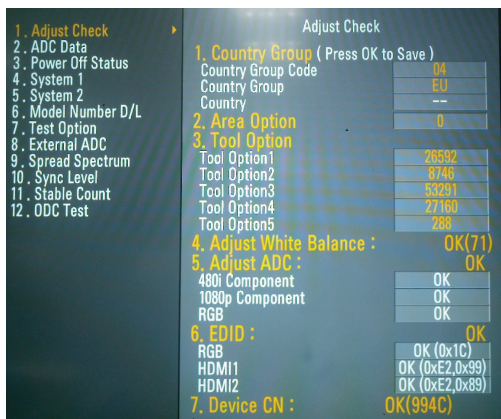 1. Adjust Check
2. ADC Data
3. Power Off Status
4. System 1
5. System 2
6. Model Number D/L
7. Test Option
8. External ADC
9. Spread Spectrum
10. Sync Level
11. Stable Count
12. ODC Test
Adjust Check
1. Country Group ( Press OK to Save )
Country Group Code 04
Country Group EU
Country --
2. Area Option 0
3. Tool Option
Tool Option1 26592
Tool Option2 8746
Tool Option3 53291
Tool Option4 27160
Tool Option5 288
4. Adjust White Balance : OK(71)
5. Adjust ADC : OK
480i Component OK
1080p Component OK
RGB OK
6. EDID : OK
RGB OK (0x1C)
HDMI1 OK (0xE2,0x99)
HDMI2 OK (0xE2,0x89)
7. Device CN : OK(994C)